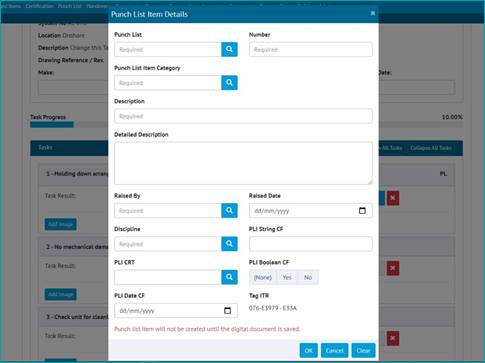 ed Items Certification Punch List Handover
Punch List Item Details ×
Location Onshore
Description Change this Ta
Drawing Reference / Rev.
Make:
Date:
Punch List Number
Required Required
Punch List Item Category
Required
Description
Required
Detailed Description
Task Progress 10.00%
Tasks All Tasks Collapse All Tasks
1 - Holding down arrang PL
Task Result:
Add Image
2 - No mechanical dama
Task Result:
Add Image
3 - Check unit for cleanli
Task Result:
Raised By Raised Date
Required dd/mm/yyyy
Discipline PLI String CF
Required
PLI CRT PLI Boolean CF
(None) Yes No
PLI Date CF Tag ITR
dd/mm/yyyy 076-E3979 - E33A
Punch list item will not be created until the digital document is saved.
OK Cancel Clear